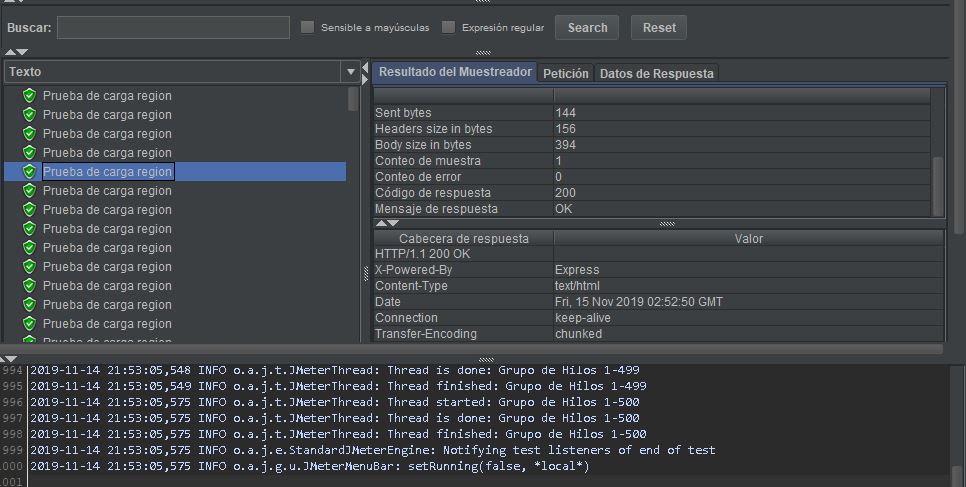 Buscar: Sensible a mayúsculas Expresión regular Search Reset
Texto
Resultado del Muestreador Petición Datos de Respuesta
Prueba de carga region
Prueba de carga region
Prueba de carga region
Prueba de carga region
Prueba de carga region
Prueba de carga region
Prueba de carga region
Prueba de carga region
Prueba de carga region
Prueba de carga region
Prueba de carga region
Prueba de carga region
Prueba de carga region
Prueba de carga region
Sent bytes 144
Headers size in bytes 156
Body size in bytes 394
Conteo de muestra 1
Conteo de error 0
Código de respuesta 200
Mensaje de respuesta OK
Cabecera de respuesta Valor
HTTP/1.1 200 OK
X-Powered-By Express
Content-Type text/html
Date Fri, 15 Nov 2019 02:52:50 GMT
Connection keep-alive
Transfer-Encoding chunked
994 2019-11-14 21:53:05,548 INFO o.a.j.t.JMeterThread: Thread is done: Grupo de Hilos 1-499
995 2019-11-14 21:53:05,549 INFO o.a.j.t.JMeterThread: Thread finished: Grupo de Hilos 1-499
996 2019-11-14 21:53:05,575 INFO o.a.j.t.JMeterThread: Thread started: Grupo de Hilos 1-500
997 2019-11-14 21:53:05,575 INFO o.a.j.t.JMeterThread: Thread is done: Grupo de Hilos 1-500
998 2019-11-14 21:53:05,575 INFO o.a.j.t.JMeterThread: Thread finished: Grupo de Hilos 1-500
999 2019-11-14 21:53:05,575 INFO o.a.j.e.StandardJMeterEngine: Notifying test listeners of end of test
1000 2019-11-14 21:53:05,575 INFO o.a.j.g.u.JMeterMenuBar: setRunning(false, *local*)
1001